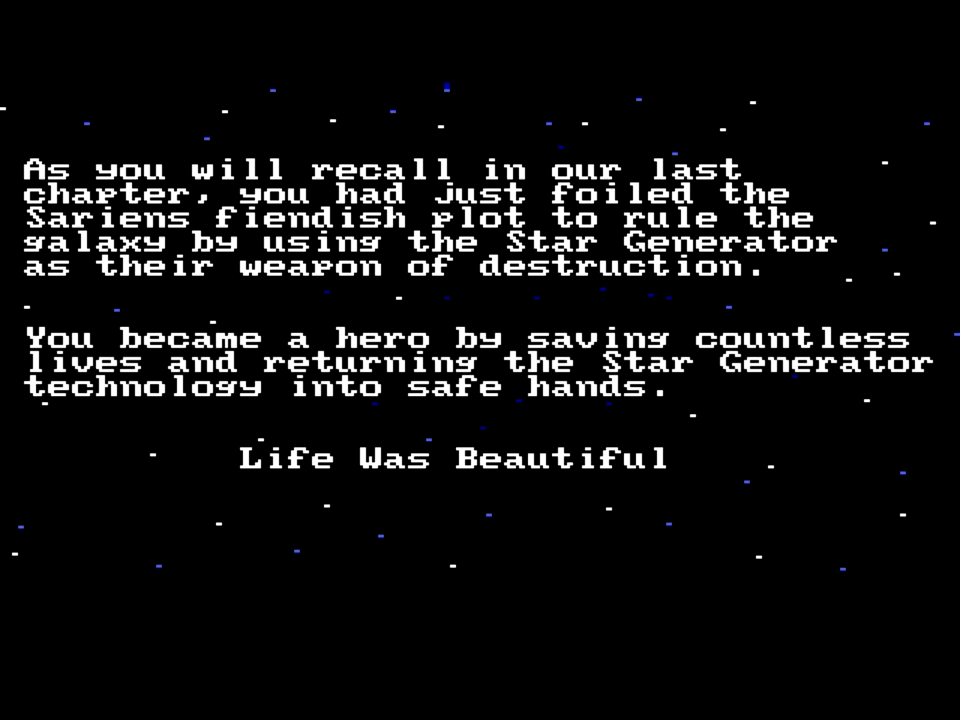 As you will recall in our last
chapter, you had just foiled the
Sariens fiendish plot to rule the
galaxy by using the Star Generator
as their weapon of destruction.
You became a hero by saving countless
lives and returning the Star Generator
technology into safe hands.
Life Was Beautiful